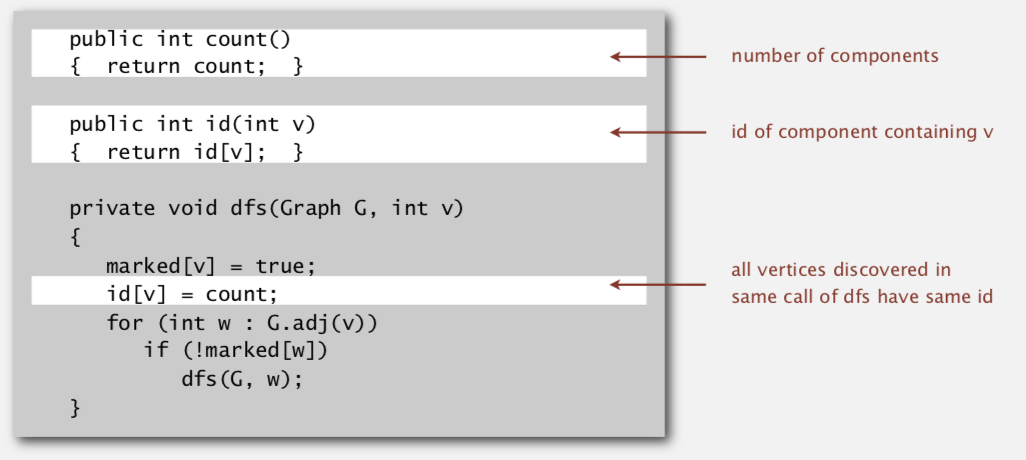 public int count()
{  return count;  }
number of components
public int id(int v)
{  return id[v];  }
id of component containing v
private void dfs(Graph G, int v)
{
   marked[v] = true;
   id[v] = count;
   for (int w : G.adj(v))
      if (!marked[w])
         dfs(G, w);
}
all vertices discovered in
same call of dfs have same id